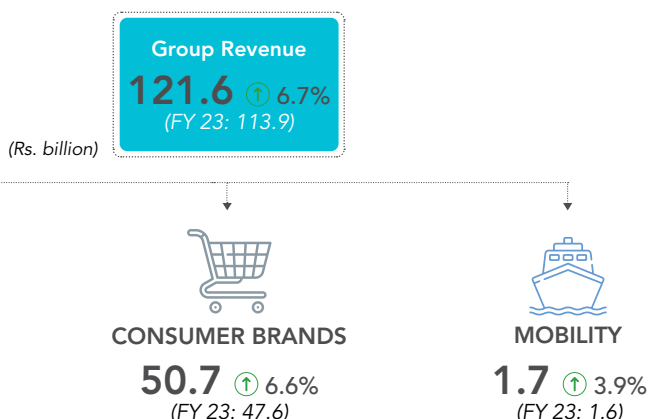 Group Revenue
121.6 ↑ 6.7%
(FY 23: 113.9)
(Rs. billion)
CONSUMER BRANDS
50.7 ↑ 6.6%
(FY 23: 47.6)
MOBILITY
1.7 ↑ 3.9%
(FY 23: 1.6)